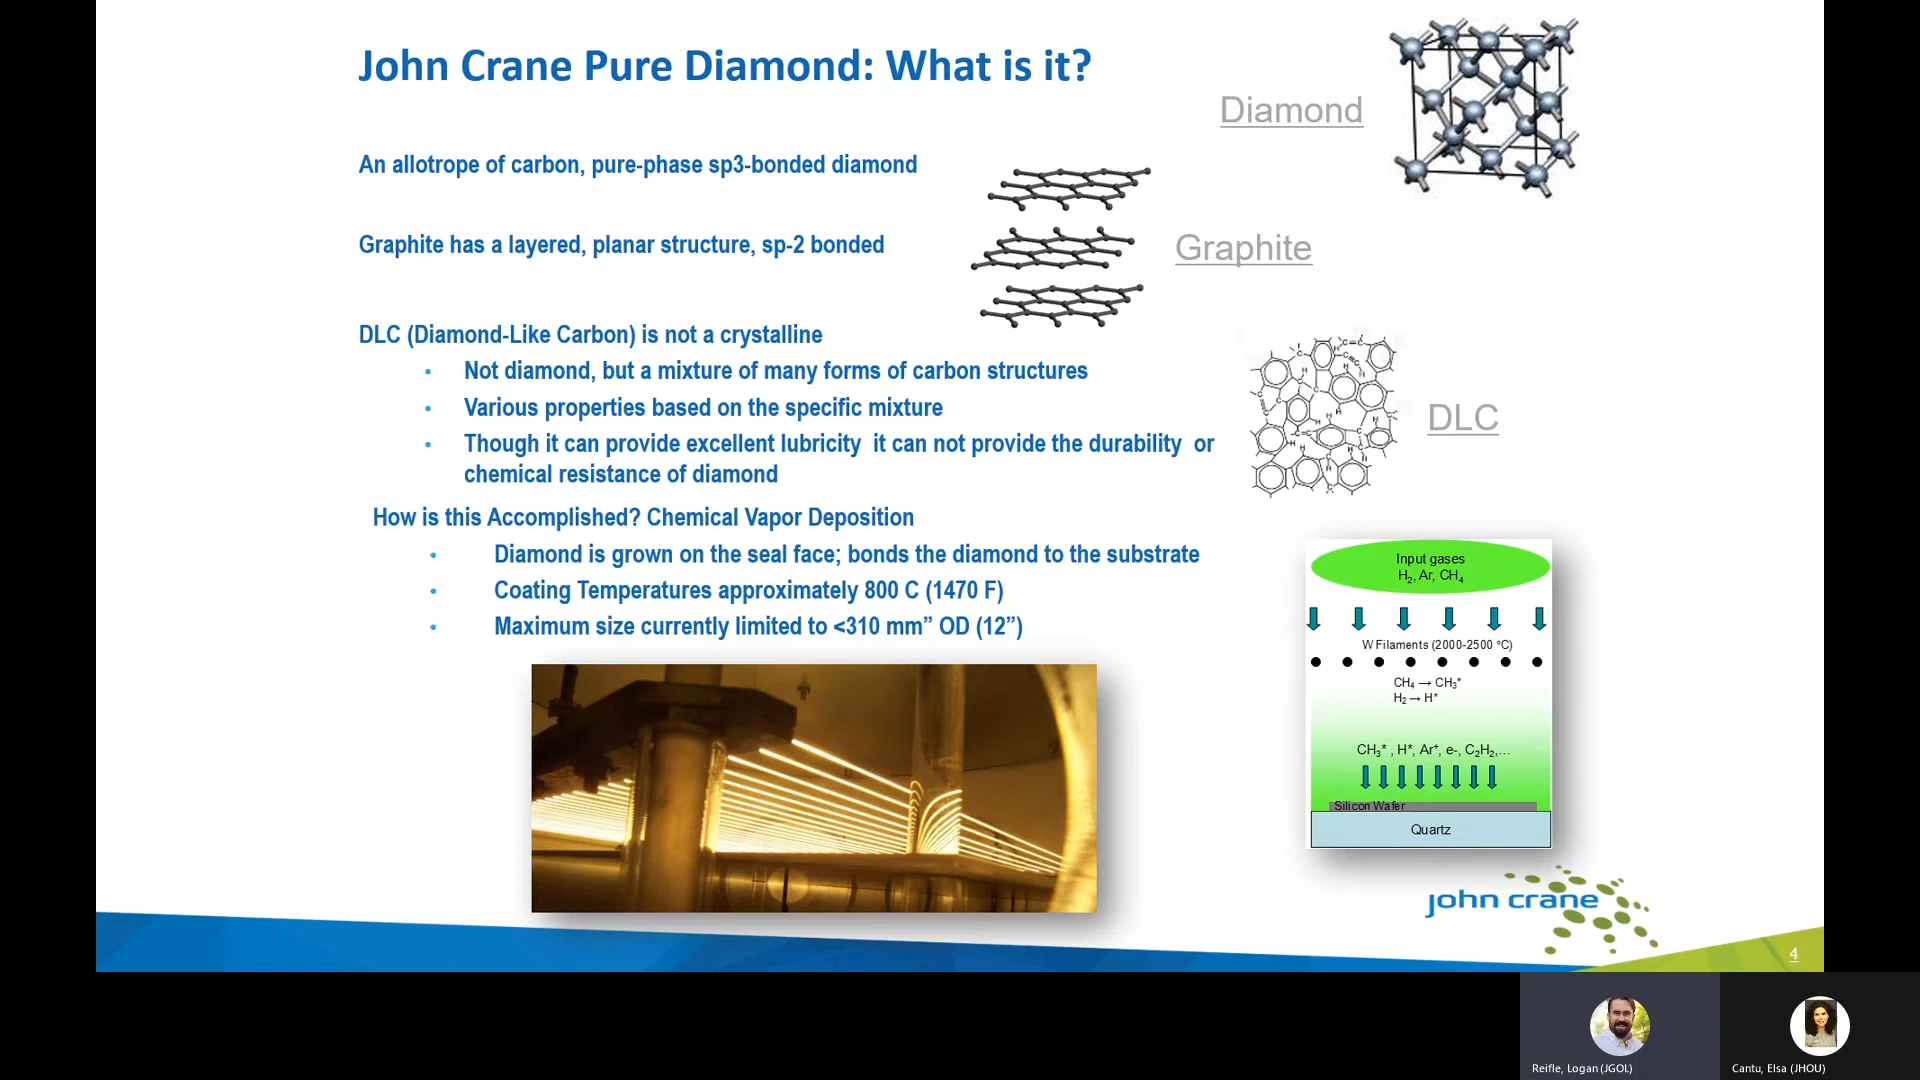 John Crane Pure Diamond: What is it?
Diamond
An allotrope of carbon, pure-phase sp3-bonded diamond
Graphite has a layered, planar structure, sp-2 bonded
Graphite
DLC (Diamond-Like Carbon) is not a crystalline
• Not diamond, but a mixture of many forms of carbon structures
• Various properties based on the specific mixture
• Though it can provide excellent lubricity it can not provide the durability or
chemical resistance of diamond
DLC
How is this Accomplished? Chemical Vapor Deposition
• Diamond is grown on the seal face; bonds the diamond to the substrate
• Coating Temperatures approximately 800 C (1470 F)
• Maximum size currently limited to <310 mm” OD (12”)
Input gases
H₂, Ar, CH₄
W Filaments (2000-2500 °C)
CH₄ → CH₃*
H₂ → H*
CH₃* , H*, Ar⁺, e-, C₂H₂,...
Silicon Wafer
Quartz
john crane
4
Reifle, Logan (JGOL)
Cantu, Elsa (JHOU)